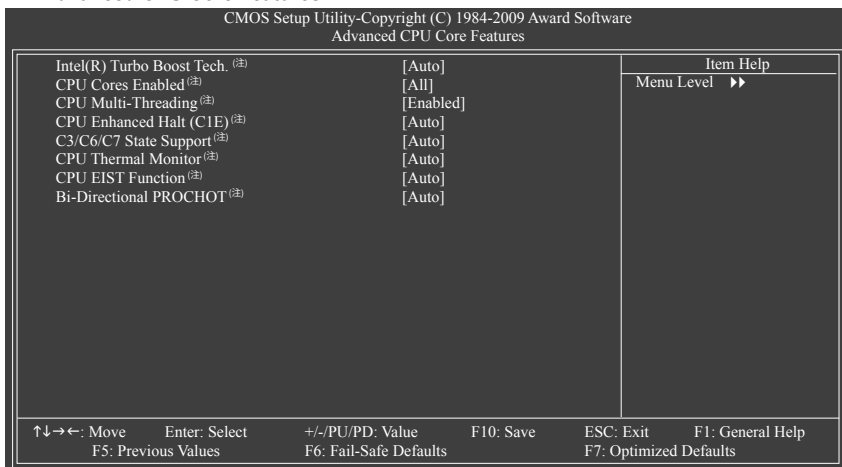 CMOS Setup Utility-Copyright (C) 1984-2009 Award Software
Advanced CPU Core Features
Intel(R) Turbo Boost Tech. (注) [Auto]
CPU Cores Enabled (注) [All]
CPU Multi-Threading (注) [Enabled]
CPU Enhanced Halt (C1E) (注) [Auto]
C3/C6/C7 State Support (注) [Auto]
CPU Thermal Monitor (注) [Auto]
CPU EIST Function (注) [Auto]
Bi-Directional PROCHOT (注) [Auto]
Item Help
Menu Level ▶▶
↑↓→←: Move Enter: Select +/-/PU/PD: Value F10: Save ESC: Exit F1: General Help
F5: Previous Values F6: Fail-Safe Defaults F7: Optimized Defaults